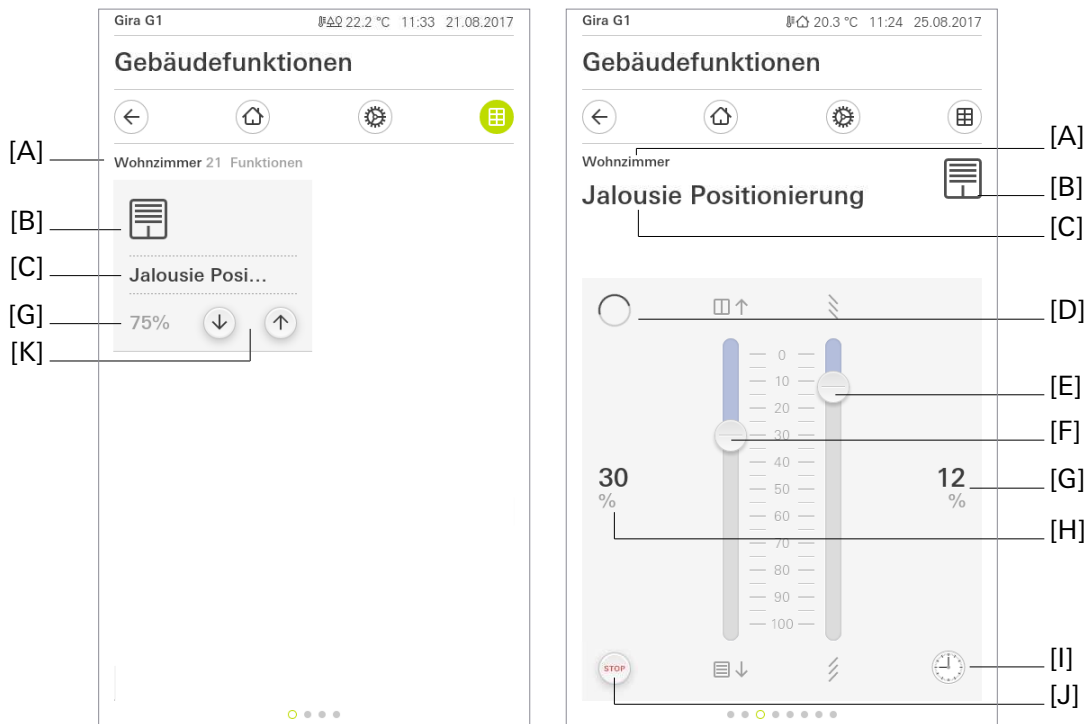 Gira G1 22.2 °C 11:33 21.08.2017
Gebäudefunktionen
[A] Wohnzimmer 21 Funktionen
[B]
[C] Jalousie Posi...
[G] 75%
[K]
Gira G1 20.3 °C 11:24 25.08.2017
Gebäudefunktionen
[A]
Wohnzimmer
[B]
Jalousie Positionierung
[C]
[D]
0
10
[E]
20
30
[F]
40
30 12
[G]
50
% %
60
[H]
70
80
90
100
[I]
STOP
[J]